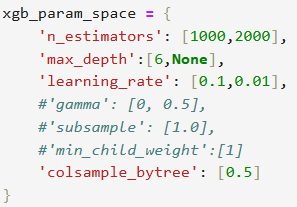 xgb_param_space = {
    'n_estimators': [1000,2000],
    'max_depth':[6,None],
    'learning_rate': [0.1,0.01],
    #'gamma': [0, 0.5],
    #'subsample': [1.0],
    #'min_child_weight':[1]
    'colsample_bytree': [0.5]
}